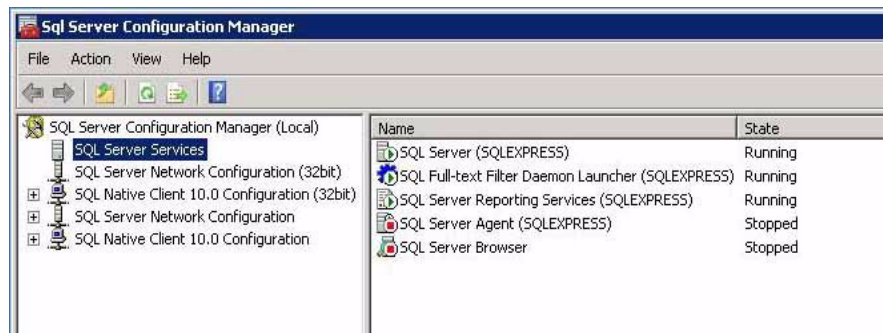 Sql Server Configuration Manager
File Action View Help
SQL Server Configuration Manager (Local)
SQL Server Services
SQL Server Network Configuration (32bit)
SQL Native Client 10.0 Configuration (32bit)
SQL Server Network Configuration
SQL Native Client 10.0 Configuration
Name State
SQL Server (SQLEXPRESS) Running
SQL Full-text Filter Daemon Launcher (SQLEXPRESS) Running
SQL Server Reporting Services (SQLEXPRESS) Running
SQL Server Agent (SQLEXPRESS) Stopped
SQL Server Browser Stopped